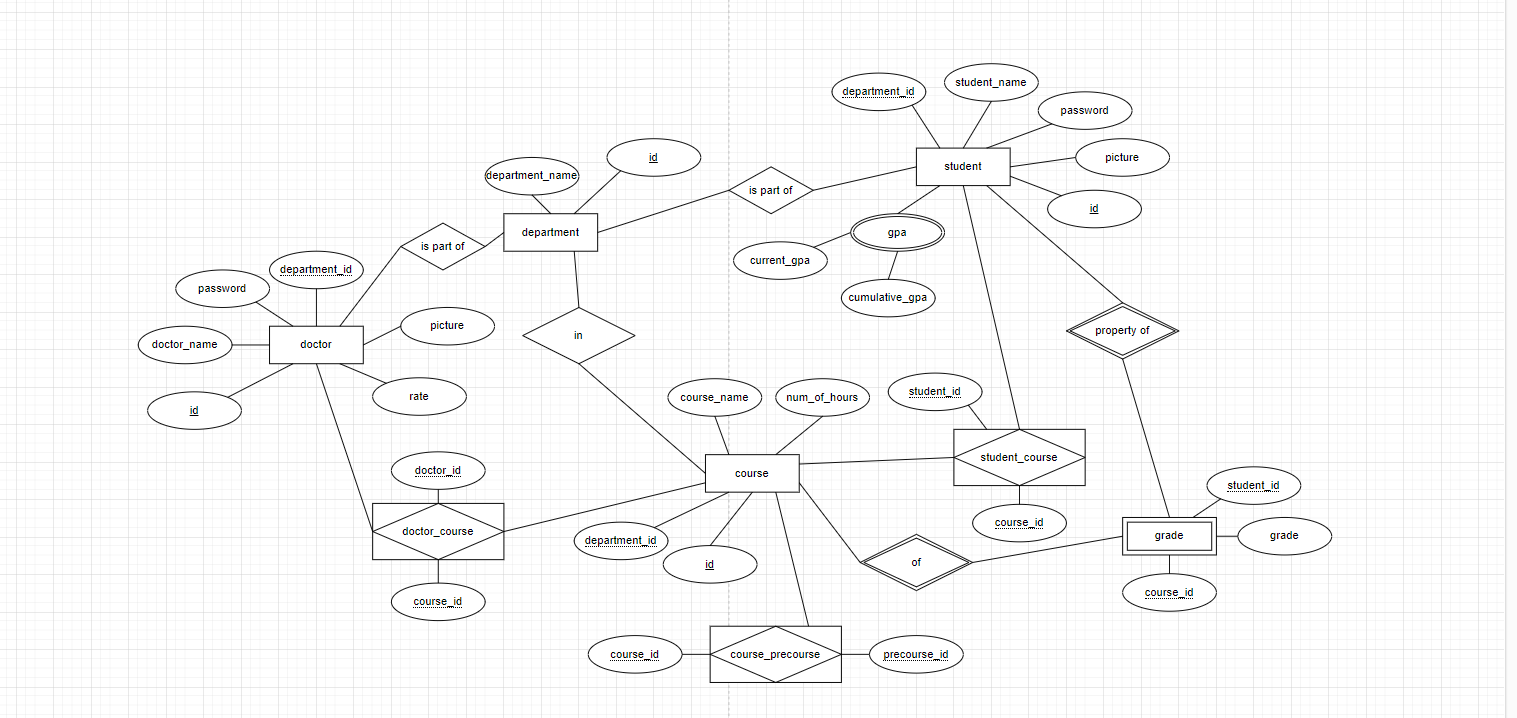 student_name
department_id
password
student
picture
id
department_name
is part of
id
department
gpa
is part of
current_gpa
department_id
password
cumulative_gpa
picture
property of
in
doctor_name
doctor
student_id
id
rate
course_name
num_of_hours
student_course
doctor_id
course
student_id
course_id
doctor_course
department_id
grade
grade
id
of
course_id
course_id
course_id
course_precourse
precourse_id